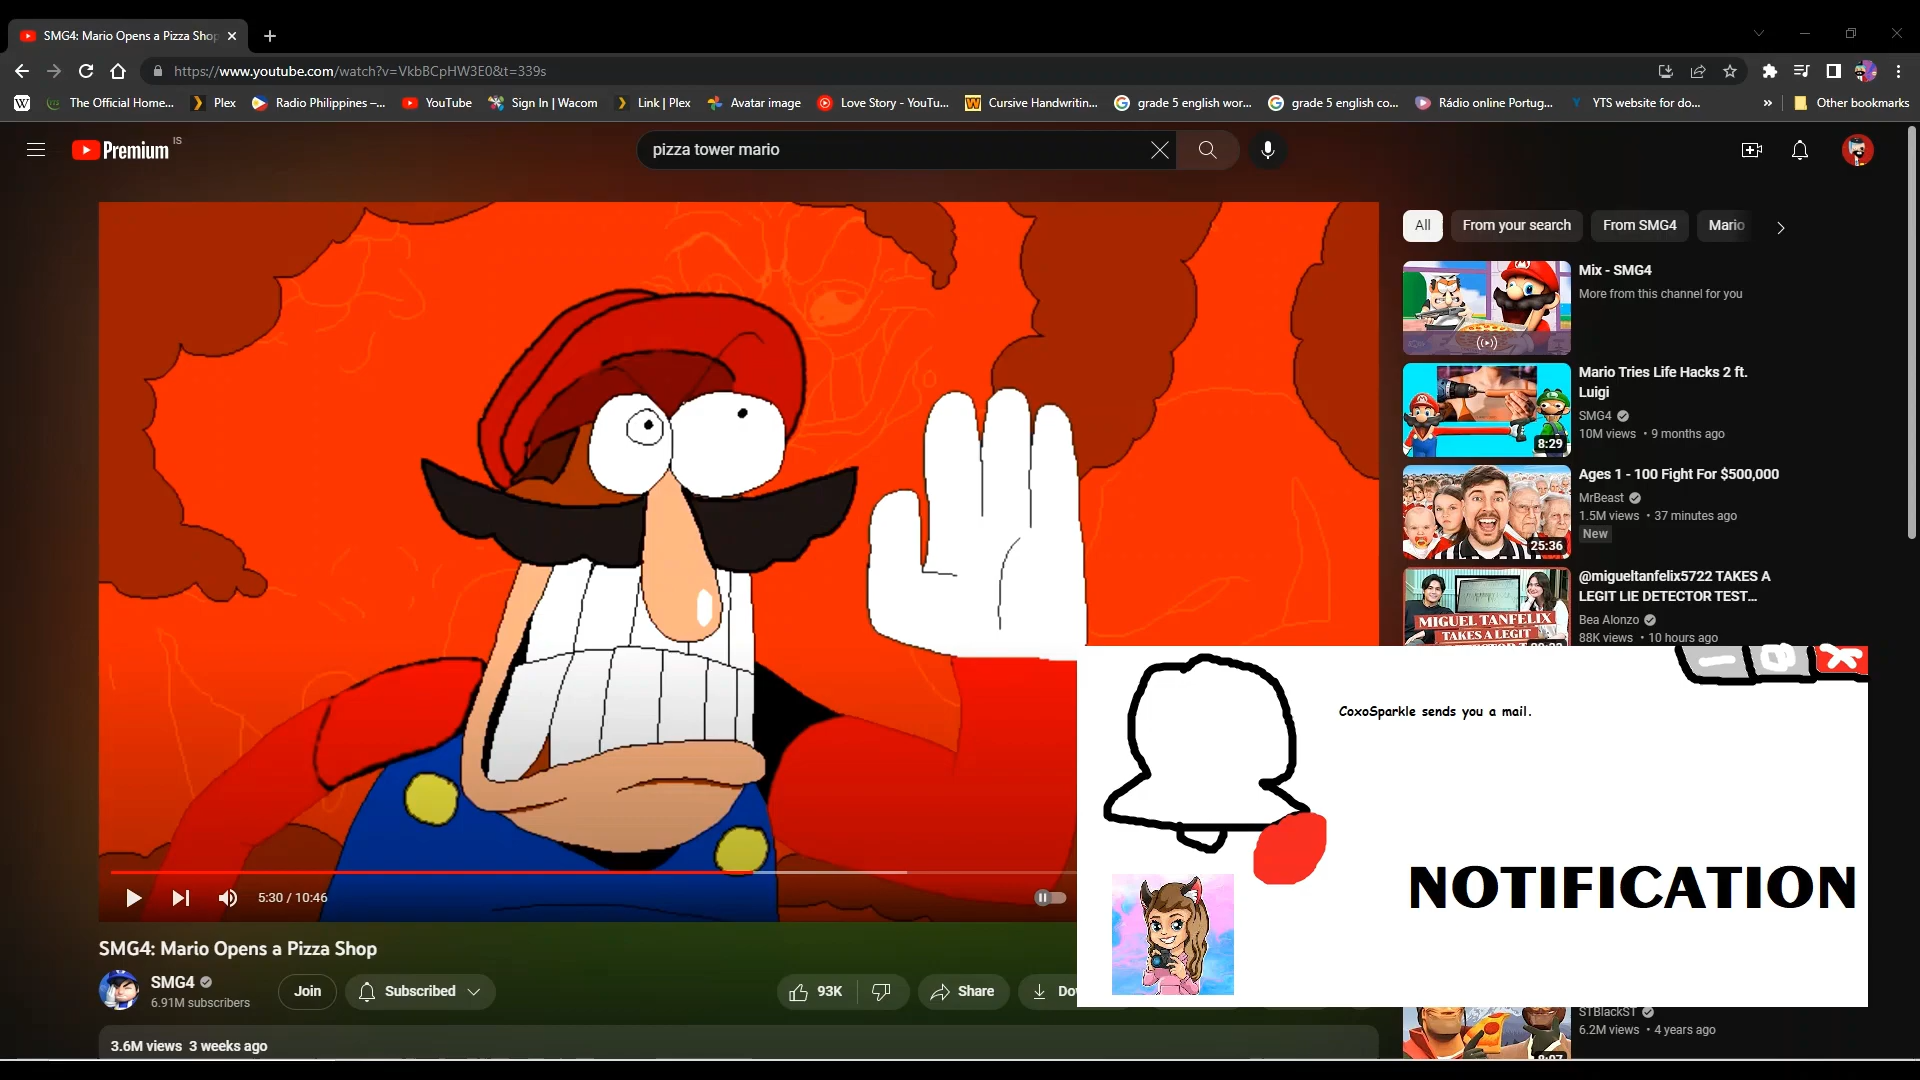 SMG4: Mario Opens a Pizza Shop
https://www.youtube.com/watch?v=VkbBCpHW3E0&t=339s
The Official Home...
Plex
Radio Philippines –...
YouTube
Sign In | Wacom
Link | Plex
Avatar image
Love Story - YouTu...
Cursive Handwritin...
grade 5 english wor...
grade 5 english co...
Rádio online Portug...
YTS website for do...
»
Other bookmarks
Premium IS
pizza tower mario
All
From your search
From SMG4
Mario
Mix - SMG4
More from this channel for you
Mario Tries Life Hacks 2 ft.
Luigi
SMG4
10M views • 9 months ago
8:29
Ages 1 - 100 Fight For $500,000
MrBeast
1.5M views • 37 minutes ago
New
25:36
@migueltanfelix5722 TAKES A
LEGIT LIE DETECTOR TEST...
Bea Alonzo
88K views • 10 hours ago
MIGUEL TANFELIX
TAKES A LEGIT
CoxoSparkle sends you a mail.
NOTIFICATION
5:30 / 10:46
SMG4: Mario Opens a Pizza Shop
SMG4
6.91M subscribers
Join
Subscribed
93K
Share
Do
STBlackST
6.2M views • 4 years ago
3.6M views 3 weeks ago